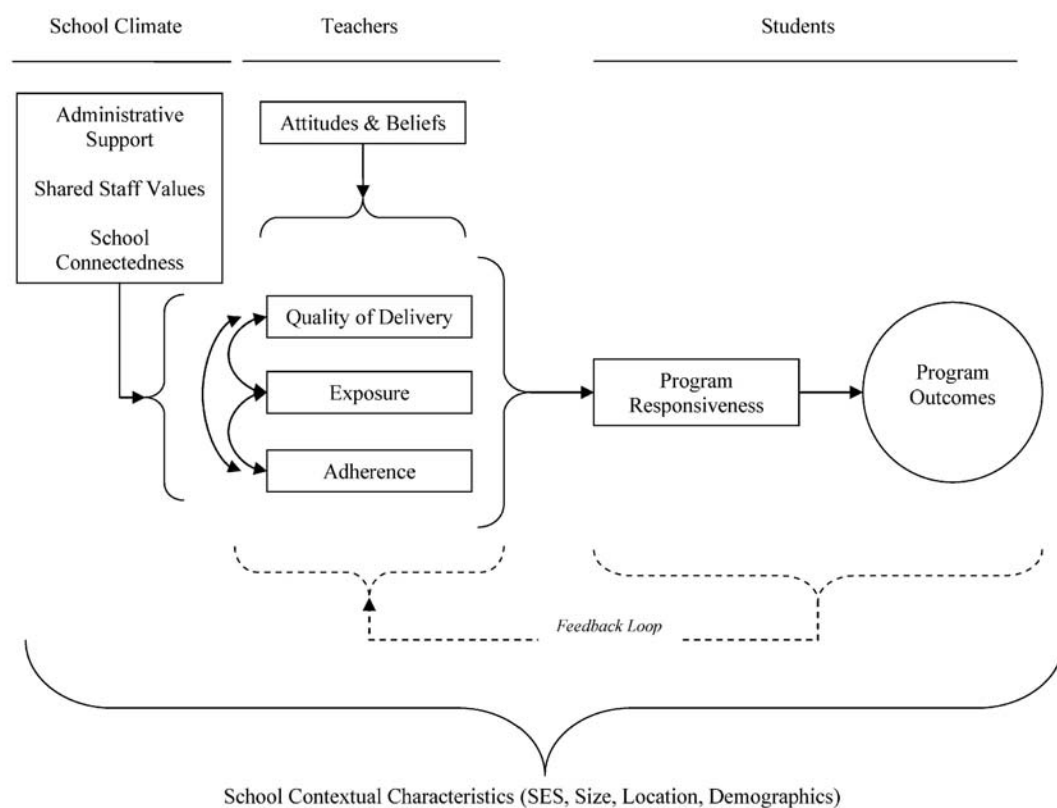 School Climate
Teachers
Students
Administrative
Support
Shared Staff Values
School
Connectedness
Attitudes & Beliefs
Quality of Delivery
Exposure
Adherence
Program
Responsiveness
Program
Outcomes
Feedback Loop
School Contextual Characteristics (SES, Size, Location, Demographics)